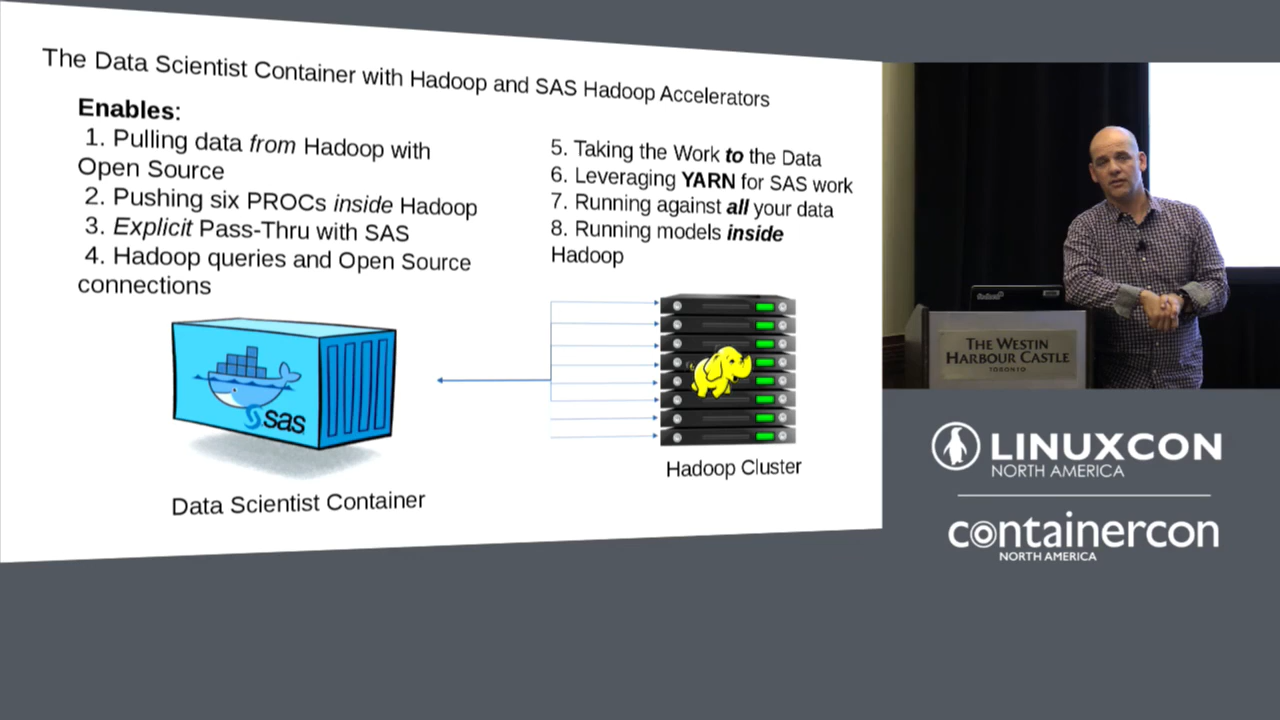 The Data Scientist Container with Hadoop and SAS Hadoop Accelerators
Enables:
1. Pulling data from Hadoop with
Open Source
2. Pushing six PROCs inside Hadoop
3. Explicit Pass-Thru with SAS
4. Hadoop queries and Open Source
connections
5. Taking the Work to the Data
6. Leveraging YARN for SAS work
7. Running against all your data
8. Running models inside
Hadoop
sas
Data Scientist Container
Hadoop Cluster
THE WESTIN
HARBOUR CASTLE
TORONTO
LINUXCON
NORTH AMERICA
containercon
NORTH AMERICA